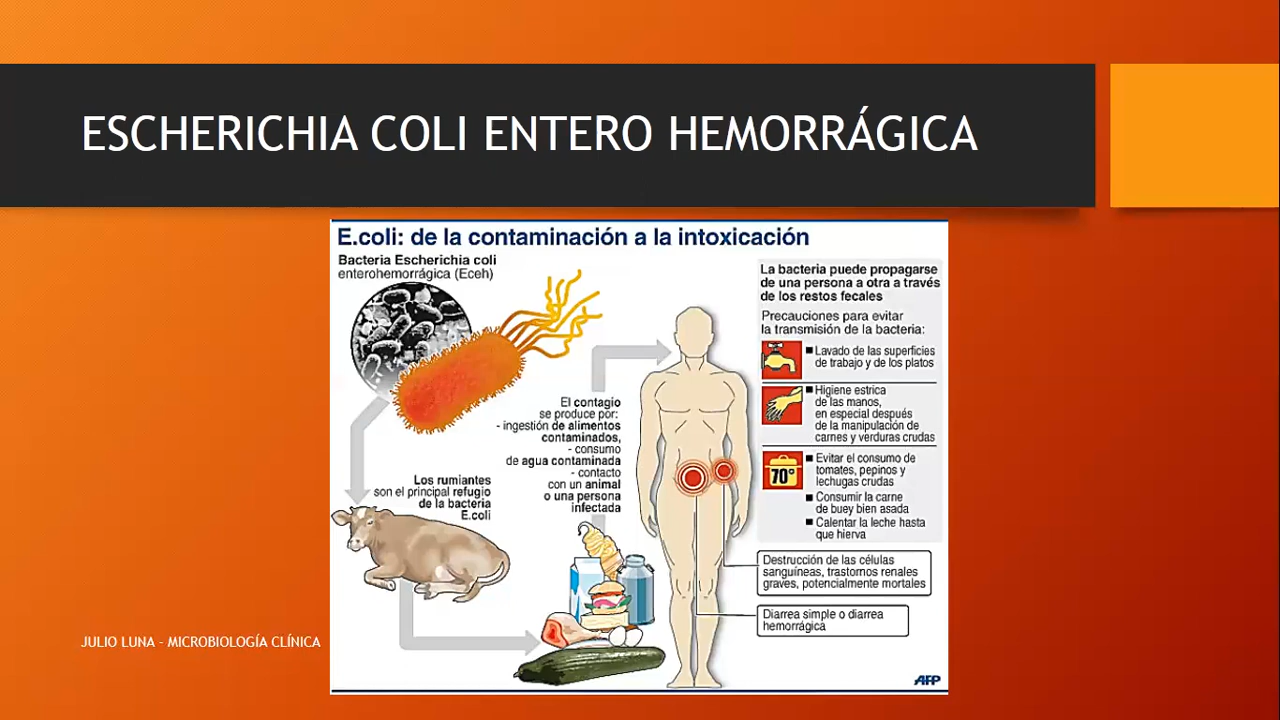 ESCHERICHIA COLI ENTERO HEMORRÁGICA
E.coli: de la contaminación a la intoxicación
Bacteria Escherichia coli
enterohemorrágica (Eceh)
Los rumiantes
son el principal refugio
de la bacteria
E.coli
El contagio
se produce por:
- ingestión de alimentos
contaminados,
- consumo
de agua contaminada
- contacto
con un animal
o una persona
infectada
La bacteria puede propagarse
de una persona a otra a través
de los restos fecales
Precauciones para evitar
la transmisión de la bacteria:
Lavado de las superficies
de trabajo y de los platos
Higiene estrica
de las manos,
en especial después
de la manipulación de
carnes y verduras crudas
70°
Evitar el consumo de
tomates, pepinos y
lechugas crudas
Consumir la carne
de buey bien asada
Calentar la leche hasta
que hierva
Destrucción de las células
sanguíneas, trastornos renales
graves, potencialmente mortales
Diarrea simple o diarrea
hemorrágica
AFP
JULIO LUNA - MICROBIOLOGÍA CLÍNICA